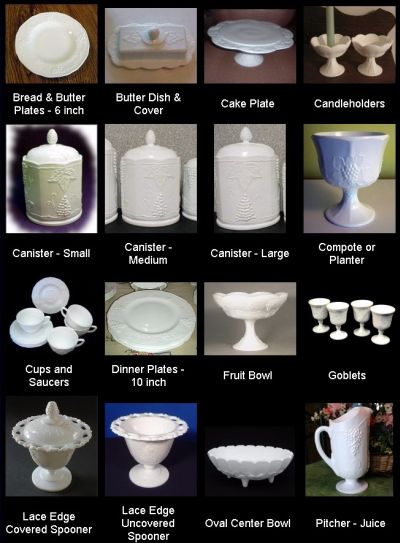 Bread & Butter
Plates - 6 inch
Butter Dish &
Cover
Cake Plate
Candleholders
Canister - Small
Canister -
Medium
Canister - Large
Compote or
Planter
Cups and
Saucers
Dinner Plates -
10 inch
Fruit Bowl
Goblets
Lace Edge
Covered Spooner
Lace Edge
Uncovered
Spooner
Oval Center Bowl
Pitcher - Juice